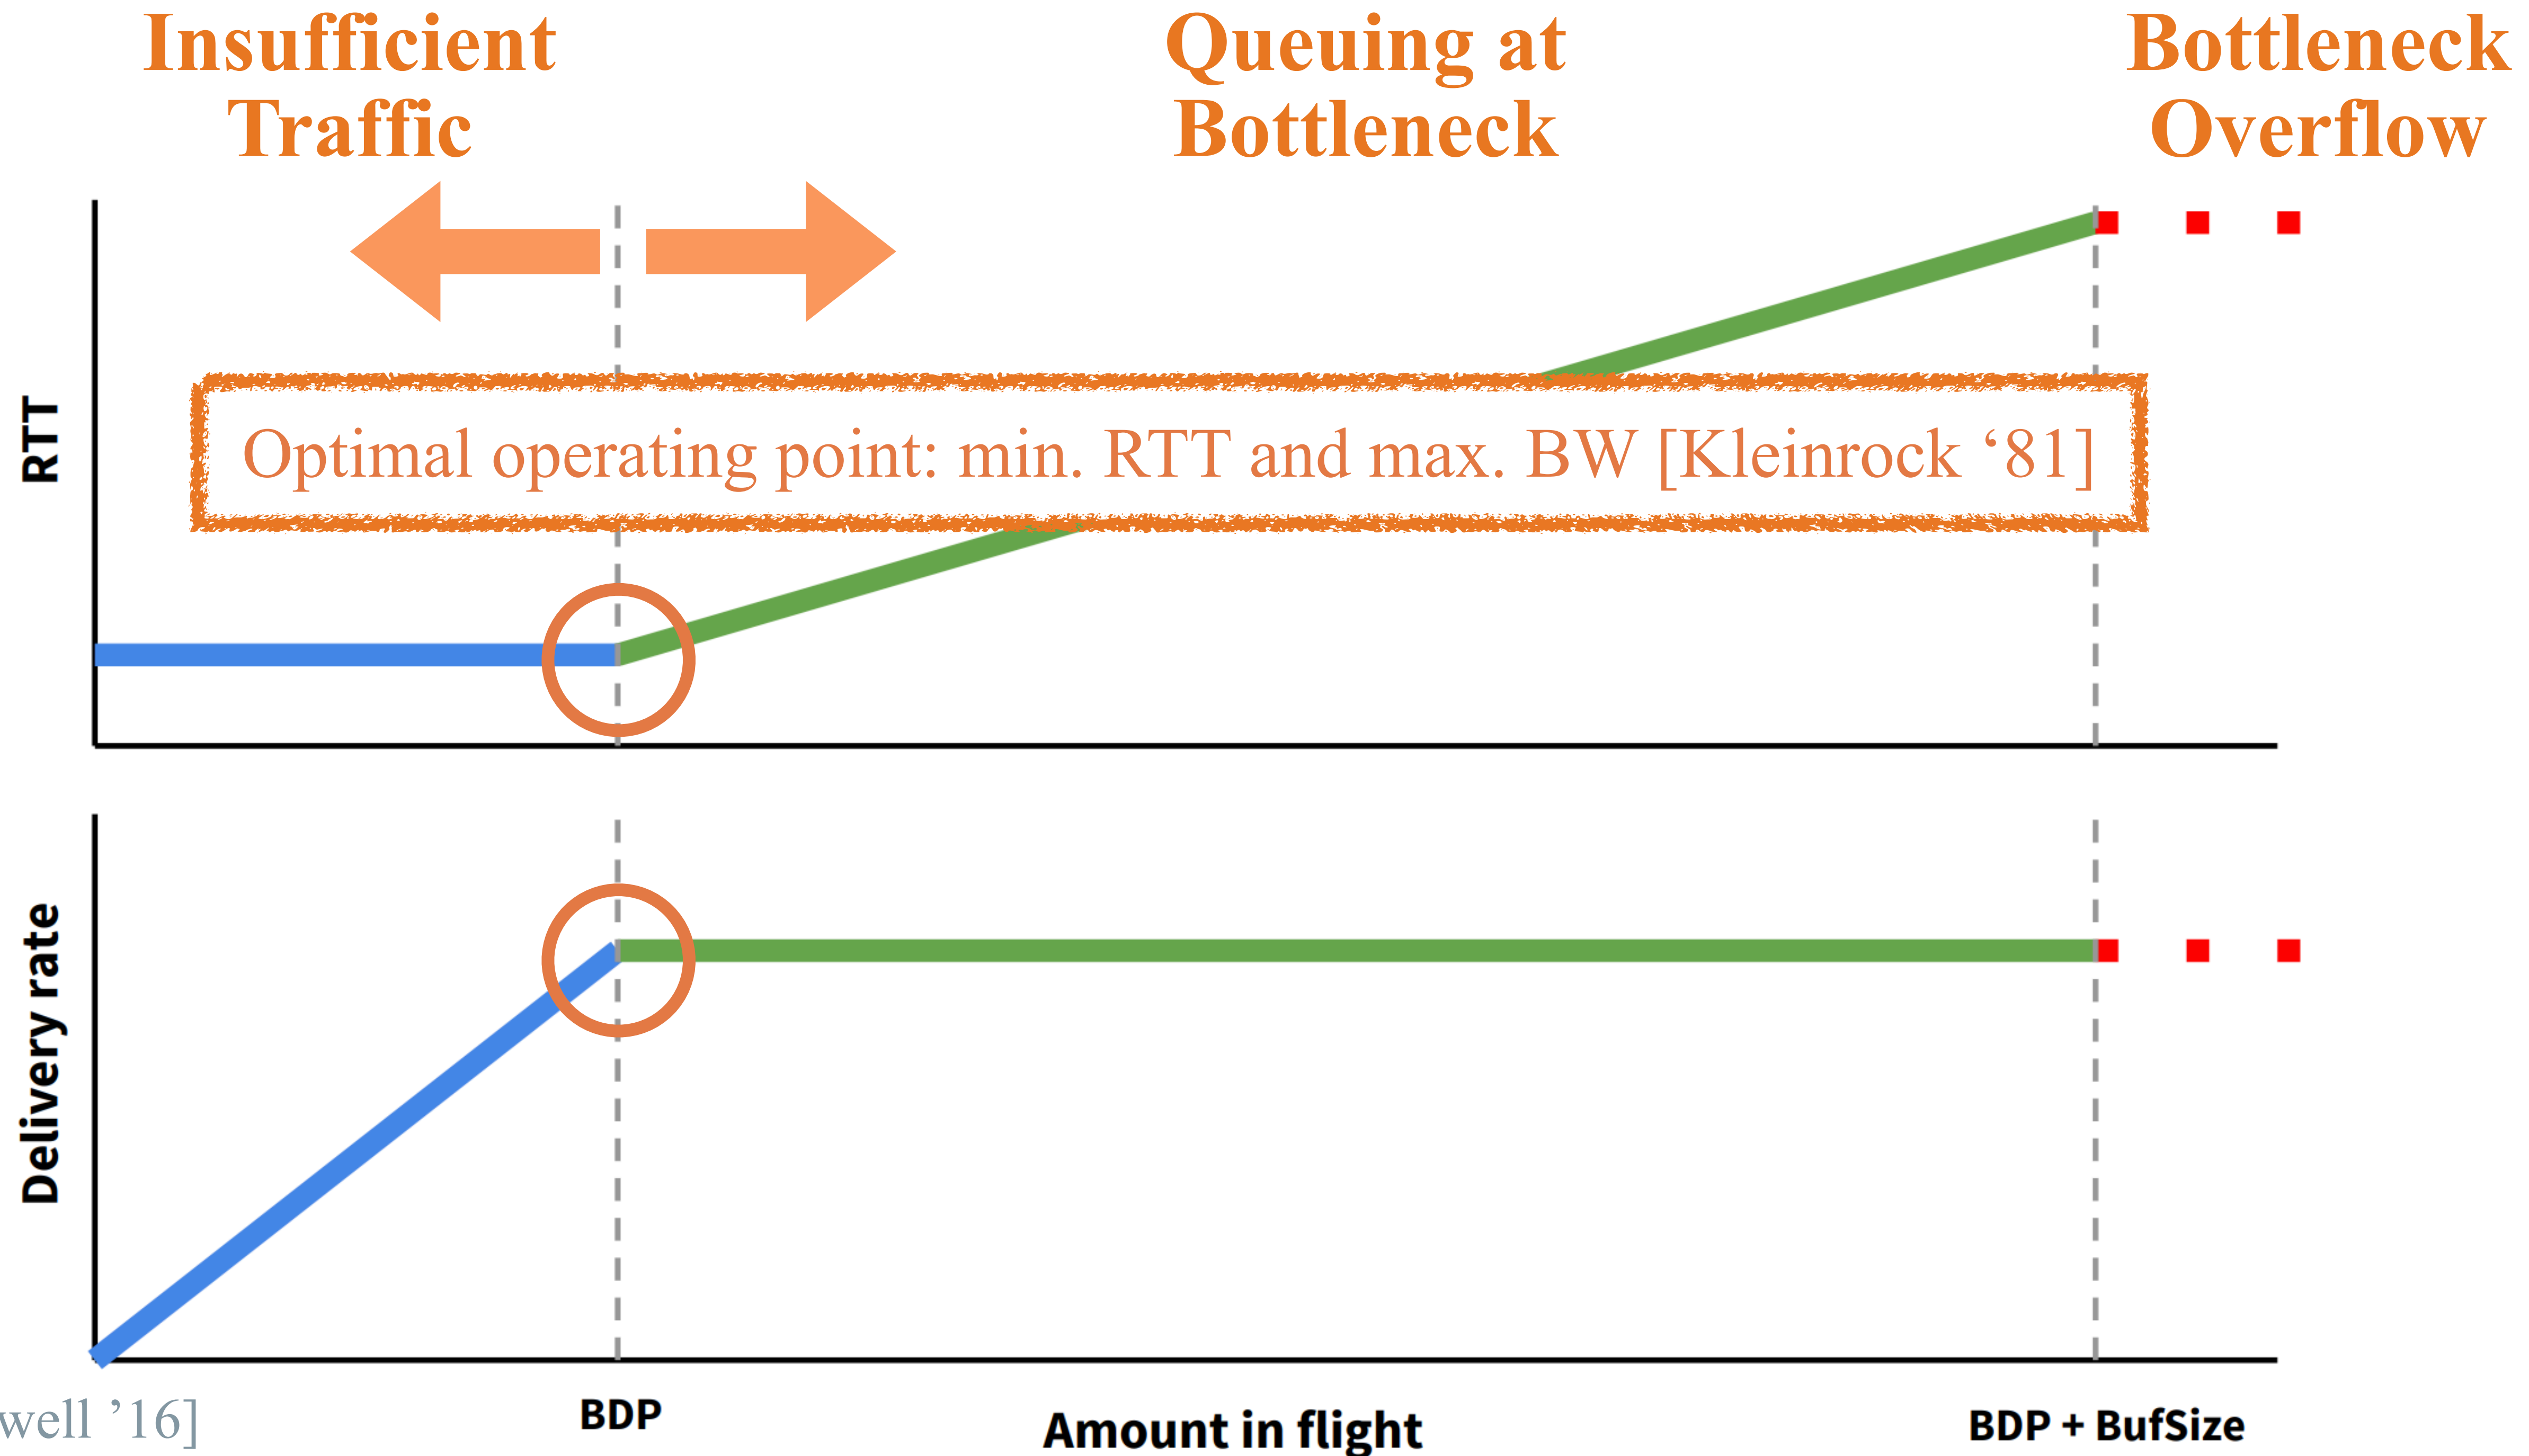 Insufficient
Traffic
Queuing at
Bottleneck
Bottleneck
Overflow
RTT
Optimal operating point: min. RTT and max. BW [Kleinrock ‘81]
Delivery rate
well ’16]
BDP
Amount in flight
BDP + BufSize